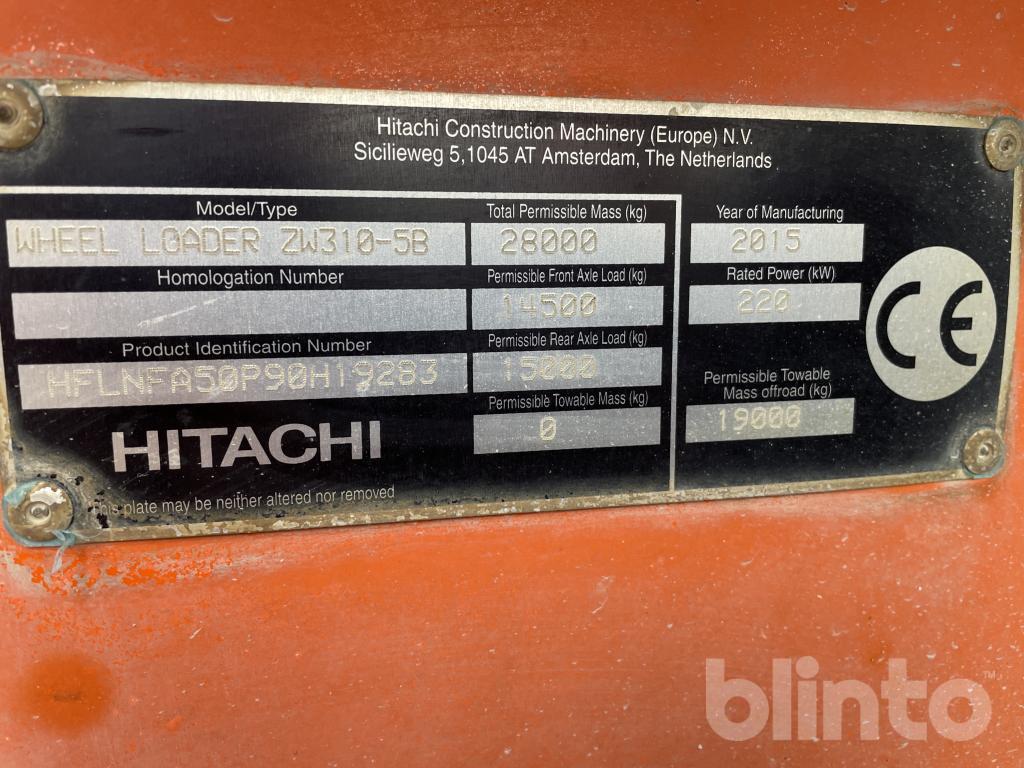 Hitachi Construction Machinery (Europe) N.V.
Sicilieweg 5,1045 AT Amsterdam, The Netherlands
Model/Type
WHEEL LOADER ZW310-5B
Homologation Number
Product Identification Number
HFLNFA50P90H19283
HITACHI
This plate may be neither altered nor removed
Total Permissible Mass (kg)
28000
Permissible Front Axle Load (kg)
14500
Permissible Rear Axle Load (kg)
15000
Permissible Towable Mass (kg)
0
Year of Manufacturing
2015
Rated Power (kW)
220
Permissible Towable
Mass offroad (kg)
19000
CE
blinto™